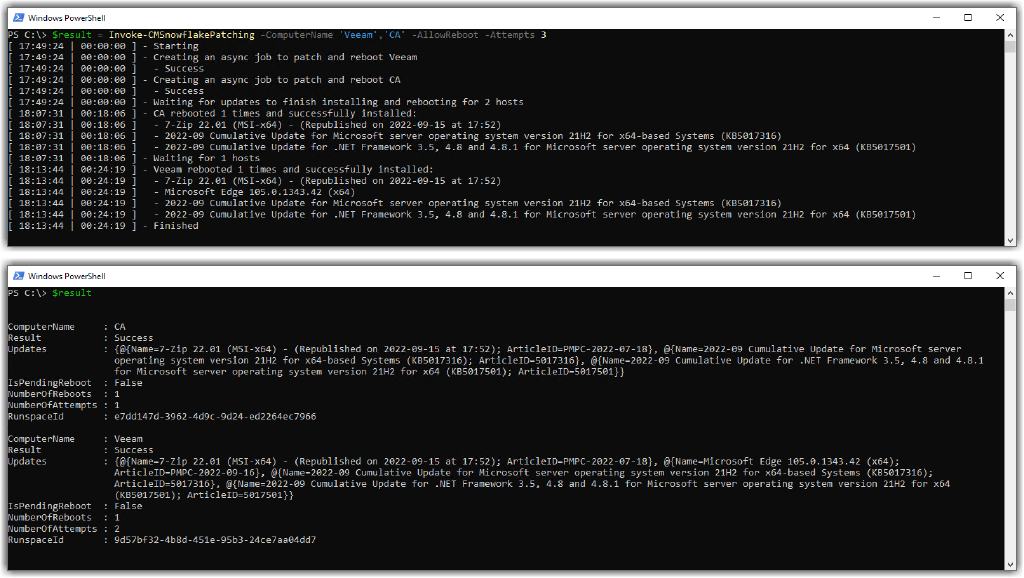 Windows PowerShell
PS C:\> $result = Invoke-CMSnowflakePatching -ComputerName 'Veeam','CA' -AllowReboot -Attempts 3
[ 17:49:24 | 00:00:00 ] - Starting
[ 17:49:24 | 00:00:00 ] - Creating an async job to patch and reboot Veeam
[ 17:49:24 | 00:00:00 ]   - Success
[ 17:49:24 | 00:00:00 ] - Creating an async job to patch and reboot CA
[ 17:49:24 | 00:00:00 ]   - Success
[ 17:49:24 | 00:00:00 ] - Waiting for updates to finish installing and rebooting for 2 hosts
[ 18:07:31 | 00:18:06 ] - CA rebooted 1 times and successfully installed:
[ 18:07:31 | 00:18:06 ]   - 7-Zip 22.01 (MSI-x64) - (Republished on 2022-09-15 at 17:52)
[ 18:07:31 | 00:18:06 ]   - 2022-09 Cumulative Update for Microsoft server operating system version 21H2 for x64-based Systems (KB5017316)
[ 18:07:31 | 00:18:06 ]   - 2022-09 Cumulative Update for .NET Framework 3.5, 4.8 and 4.8.1 for Microsoft server operating system version 21H2 for x64 (KB5017501)
[ 18:07:31 | 00:18:06 ] - Waiting for 1 hosts
[ 18:13:44 | 00:24:19 ] - Veeam rebooted 1 times and successfully installed:
[ 18:13:44 | 00:24:19 ]   - 7-Zip 22.01 (MSI-x64) - (Republished on 2022-09-15 at 17:52)
[ 18:13:44 | 00:24:19 ]   - Microsoft Edge 105.0.1343.42 (x64)
[ 18:13:44 | 00:24:19 ]   - 2022-09 Cumulative Update for Microsoft server operating system version 21H2 for x64-based Systems (KB5017316)
[ 18:13:44 | 00:24:19 ]   - 2022-09 Cumulative Update for .NET Framework 3.5, 4.8 and 4.8.1 for Microsoft server operating system version 21H2 for x64 (KB5017501)
[ 18:13:44 | 00:24:19 ] - Finished
Windows PowerShell
PS C:\> $result
ComputerName     : CA
Result           : Success
Updates          : {@{Name=7-Zip 22.01 (MSI-x64) - (Republished on 2022-09-15 at 17:52); ArticleID=PMPC-2022-07-18}, @{Name=2022-09 Cumulative Update for Microsoft server
operating system version 21H2 for x64-based Systems (KB5017316); ArticleID=5017316}, @{Name=2022-09 Cumulative Update for .NET Framework 3.5, 4.8 and 4.8.1
for Microsoft server operating system version 21H2 for x64 (KB5017501); ArticleID=5017501}}
IsPendingReboot  : False
NumberOfReboots  : 1
NumberOfAttempts : 1
RunspaceId       : e7dd147d-3962-4d9c-9d24-ed2264ec7966
ComputerName     : Veeam
Result           : Success
Updates          : {@{Name=7-Zip 22.01 (MSI-x64) - (Republished on 2022-09-15 at 17:52); ArticleID=PMPC-2022-07-18}, @{Name=Microsoft Edge 105.0.1343.42 (x64);
ArticleID=PMPC-2022-09-16}, @{Name=2022-09 Cumulative Update for Microsoft server operating system version 21H2 for x64-based Systems (KB5017316);
ArticleID=5017316}, @{Name=2022-09 Cumulative Update for .NET Framework 3.5, 4.8 and 4.8.1 for Microsoft server operating system version 21H2 for x64
(KB5017501); ArticleID=5017501}}
IsPendingReboot  : False
NumberOfReboots  : 1
NumberOfAttempts : 2
RunspaceId       : 9d57bf32-4b8d-451e-95b3-24ce7aa04dd7